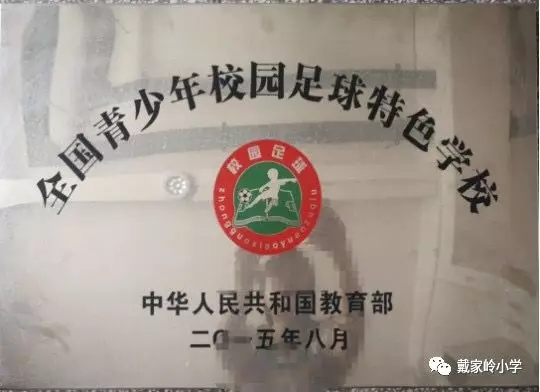 全国青少年校园足球特色学校
校园足球
zhongguoxiaoyuanzuqiu
中华人民共和国教育部
二〇一五年八月
戴家岭小学